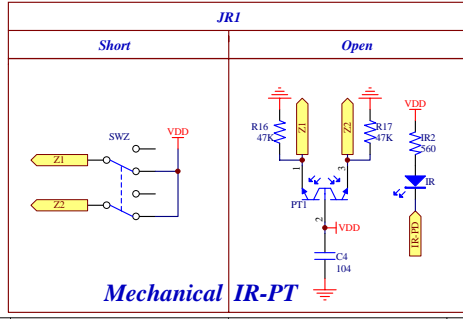 JR1
Short
Open
SWZ
VDD
Z1
Z2
R16
47K
Z1
Z2
R17
47K
VDD
IR2
560
IR
IR-PD
1
3
PT1
2
VDD
C4
104
Mechanical IR-PT